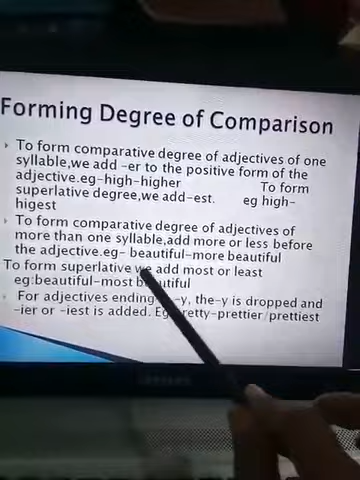 Forming Degree of Comparison
To form comparative degree of adjectives of one
syllable,we add -er to the positive form of the
adjective.eg-high-higher To form
superlative degree,we add-est. eg high-
higest
To form comparative degree of adjectives of
more than one syllable,add more or less before
the adjective.eg- beautiful-more beautiful
To form superlative we add most or least
eg:beautiful-most beautiful
For adjectives ending -y, the-y is dropped and
-ier or -iest is added. Eg retty-prettier/prettiest